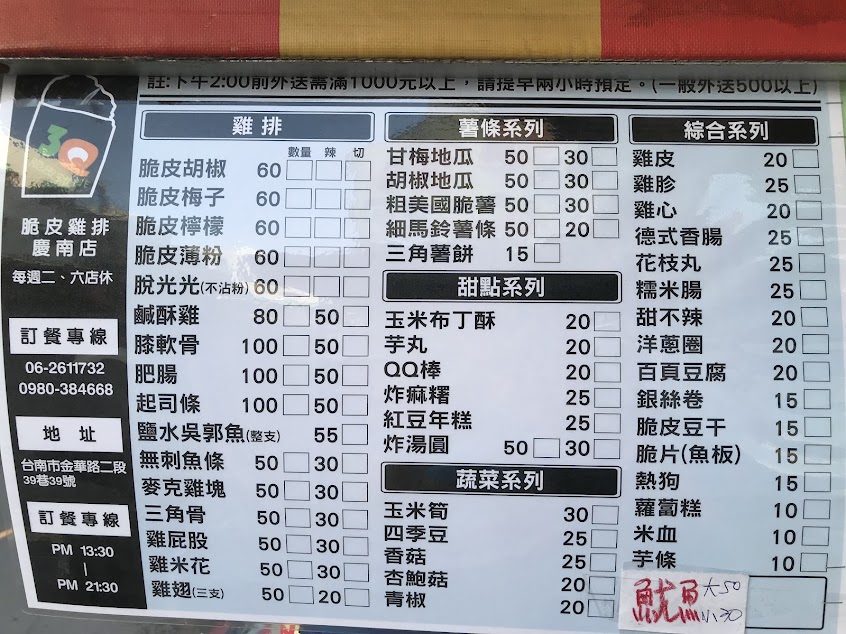 註:下午2:00前外送需滿1000元以上，請提早兩小時預定。(一般外送500以上)
3Q
脆皮雞排
慶南店
每週二、六店休
訂餐專線
06-2611732
0980-384668
地 址
台南市金華路二段
39巷39號
訂餐專線
PM 13:30
|
PM 21:30
雞排
數量 辣 切
脆皮胡椒 60
脆皮梅子 60
脆皮檸檬 60
脆皮薄粉 60
脫光光(不沾粉) 60
鹹酥雞 80 50
膝軟骨 100 50
肥腸 100 50
起司條 100 50
鹽水吳郭魚(整支) 55
無刺魚條 50 30
麥克雞塊 50 30
三角骨 50 30
雞屁股 50 30
雞米花 50 30
雞翅(三支) 50 20
薯條系列
甘梅地瓜 50 30
胡椒地瓜 50 30
粗美國脆薯 50 30
細馬鈴薯條 50 20
三角薯餅 15
甜點系列
玉米布丁酥 20
芋丸 20
QQ棒 20
炸麻糬 25
紅豆年糕 25
炸湯圓 50 30
蔬菜系列
玉米筍 30
四季豆 25
香菇 25
杏鮑菇 20
青椒 20
綜合系列
雞皮 20
雞胗 25
雞心 20
德式香腸 25
花枝丸 25
糯米腸 25
甜不辣 20
洋蔥圈 20
百頁豆腐 20
銀絲卷 15
脆皮豆干 15
脆片(魚板) 15
熱狗 15
蘿蔔糕 10
米血 10
芋條 10
魷魚 大50
小30